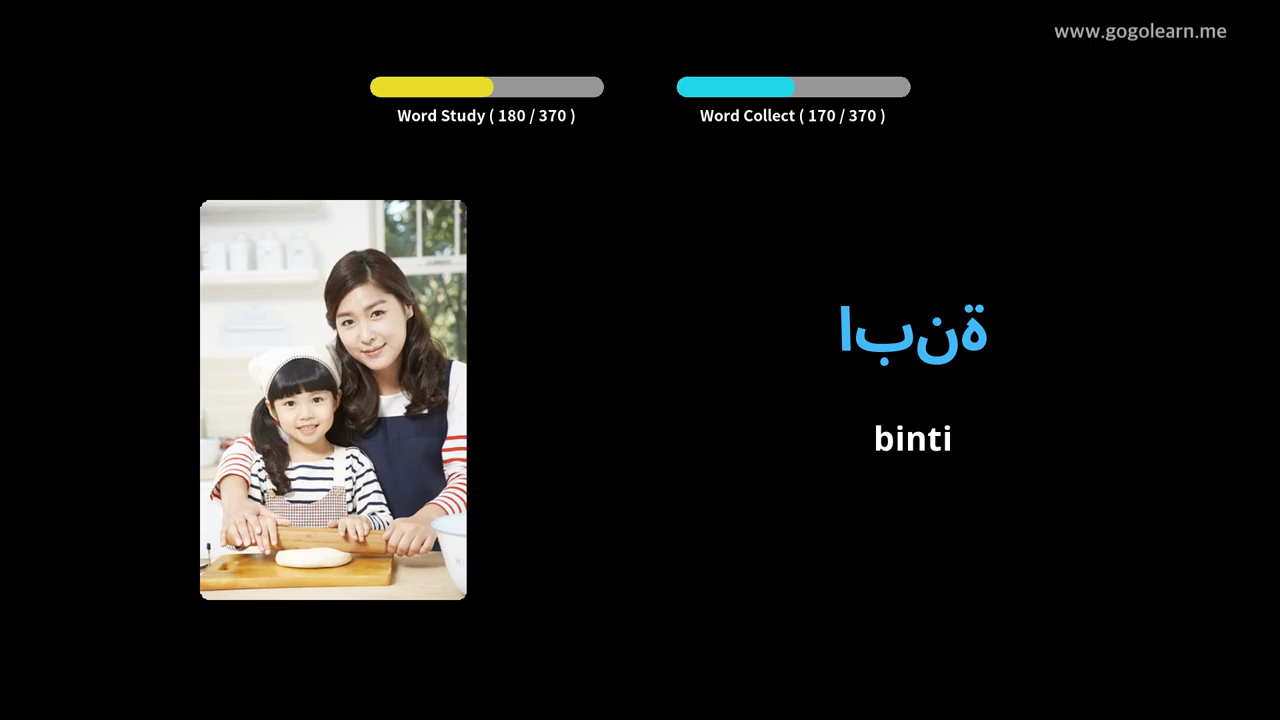 www.gogolearn.me
Word Study ( 180 / 370 )
Word Collect ( 170 / 370 )
ابنة
binti